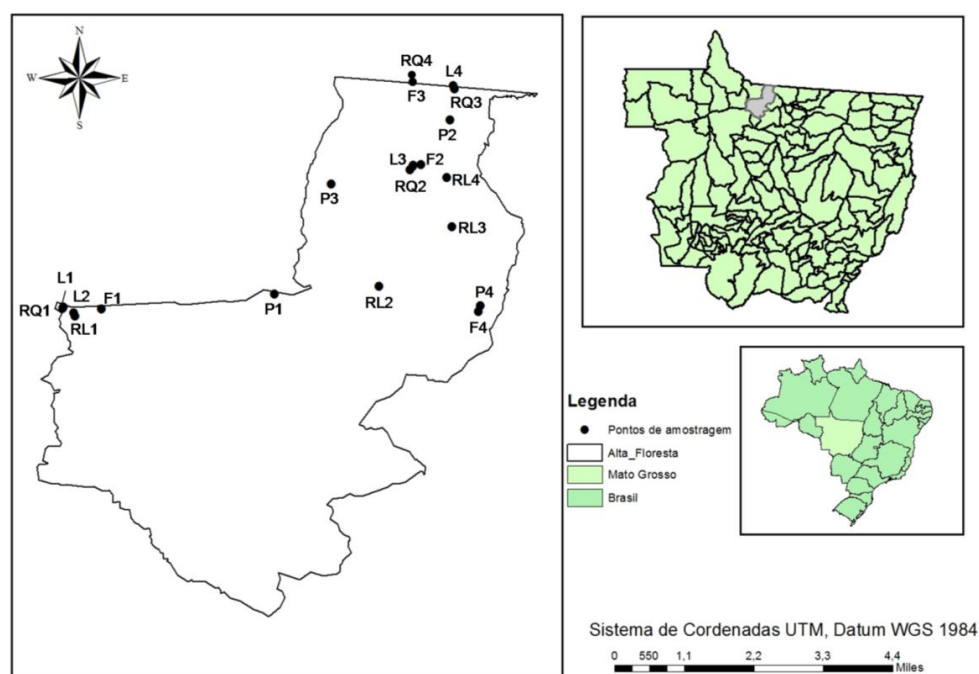 N
W
E
S
RQ4
L4
F3
RQ3
P2
L3
F2
RQ2
RL4
P3
RL3
L1
L2
F1
P1
RL2
P4
RQ1
RL1
F4
Legenda
Pontos de amostragem
Alta_Floresta
Mato Grosso
Brasil
Sistema de Cordenadas UTM, Datum WGS 1984
0 550 1,1 2,2 3,3 4,4
Miles